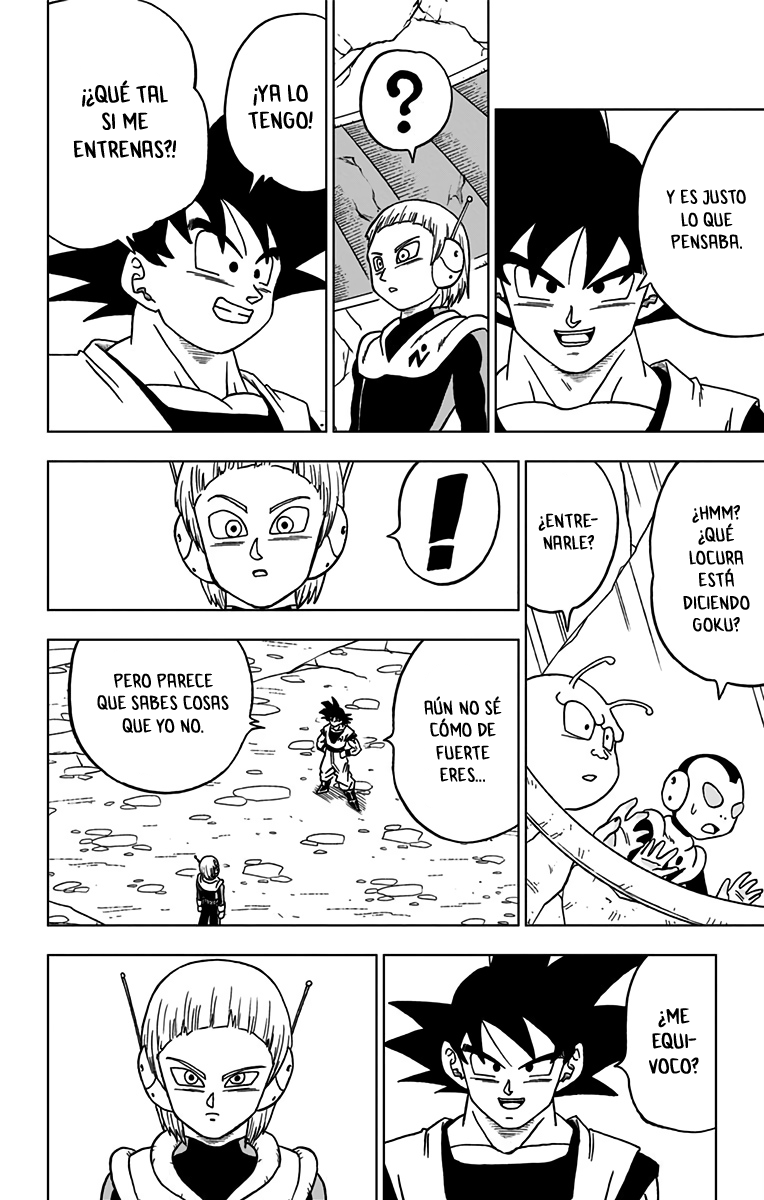 Y ES JUSTO
LO QUE
PENSABA.
?
¡YA LO
TENGO!
¡¿QUÉ TAL
SI ME
ENTRENAS?!
¿HMM?
¿QUÉ
LOCURA
ESTÁ
DICIENDO
GOKU?
¿ENTRE-
NARLE?
!
AÚN NO SÉ
CÓMO DE
FUERTE
ERES...
PERO PARECE
QUE SABES COSAS
QUE YO NO.
¿ME
EQUI-
VOCO?